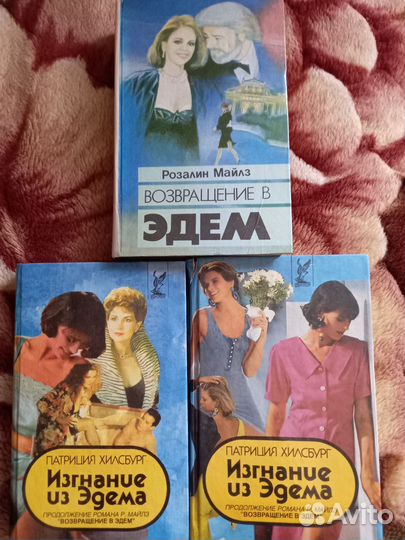 Розалин Майлз
ВОЗВРАЩЕНИЕ В
ЭДЕМ
ПАТРИЦИЯ ХИЛСБУРГ
Изгнание
из Эдема
ПРОДОЛЖЕНИЕ РОМАНА Р. МАЙЛЗ
"ВОЗВРАЩЕНИЕ В ЭДЕМ"
ПАТРИЦИЯ ХИЛСБУРГ
Изгнание
из Эдема
ПРОДОЛЖЕНИЕ РОМАНА Р. МАЙЛЗ
"ВОЗВРАЩЕНИЕ В
Avito